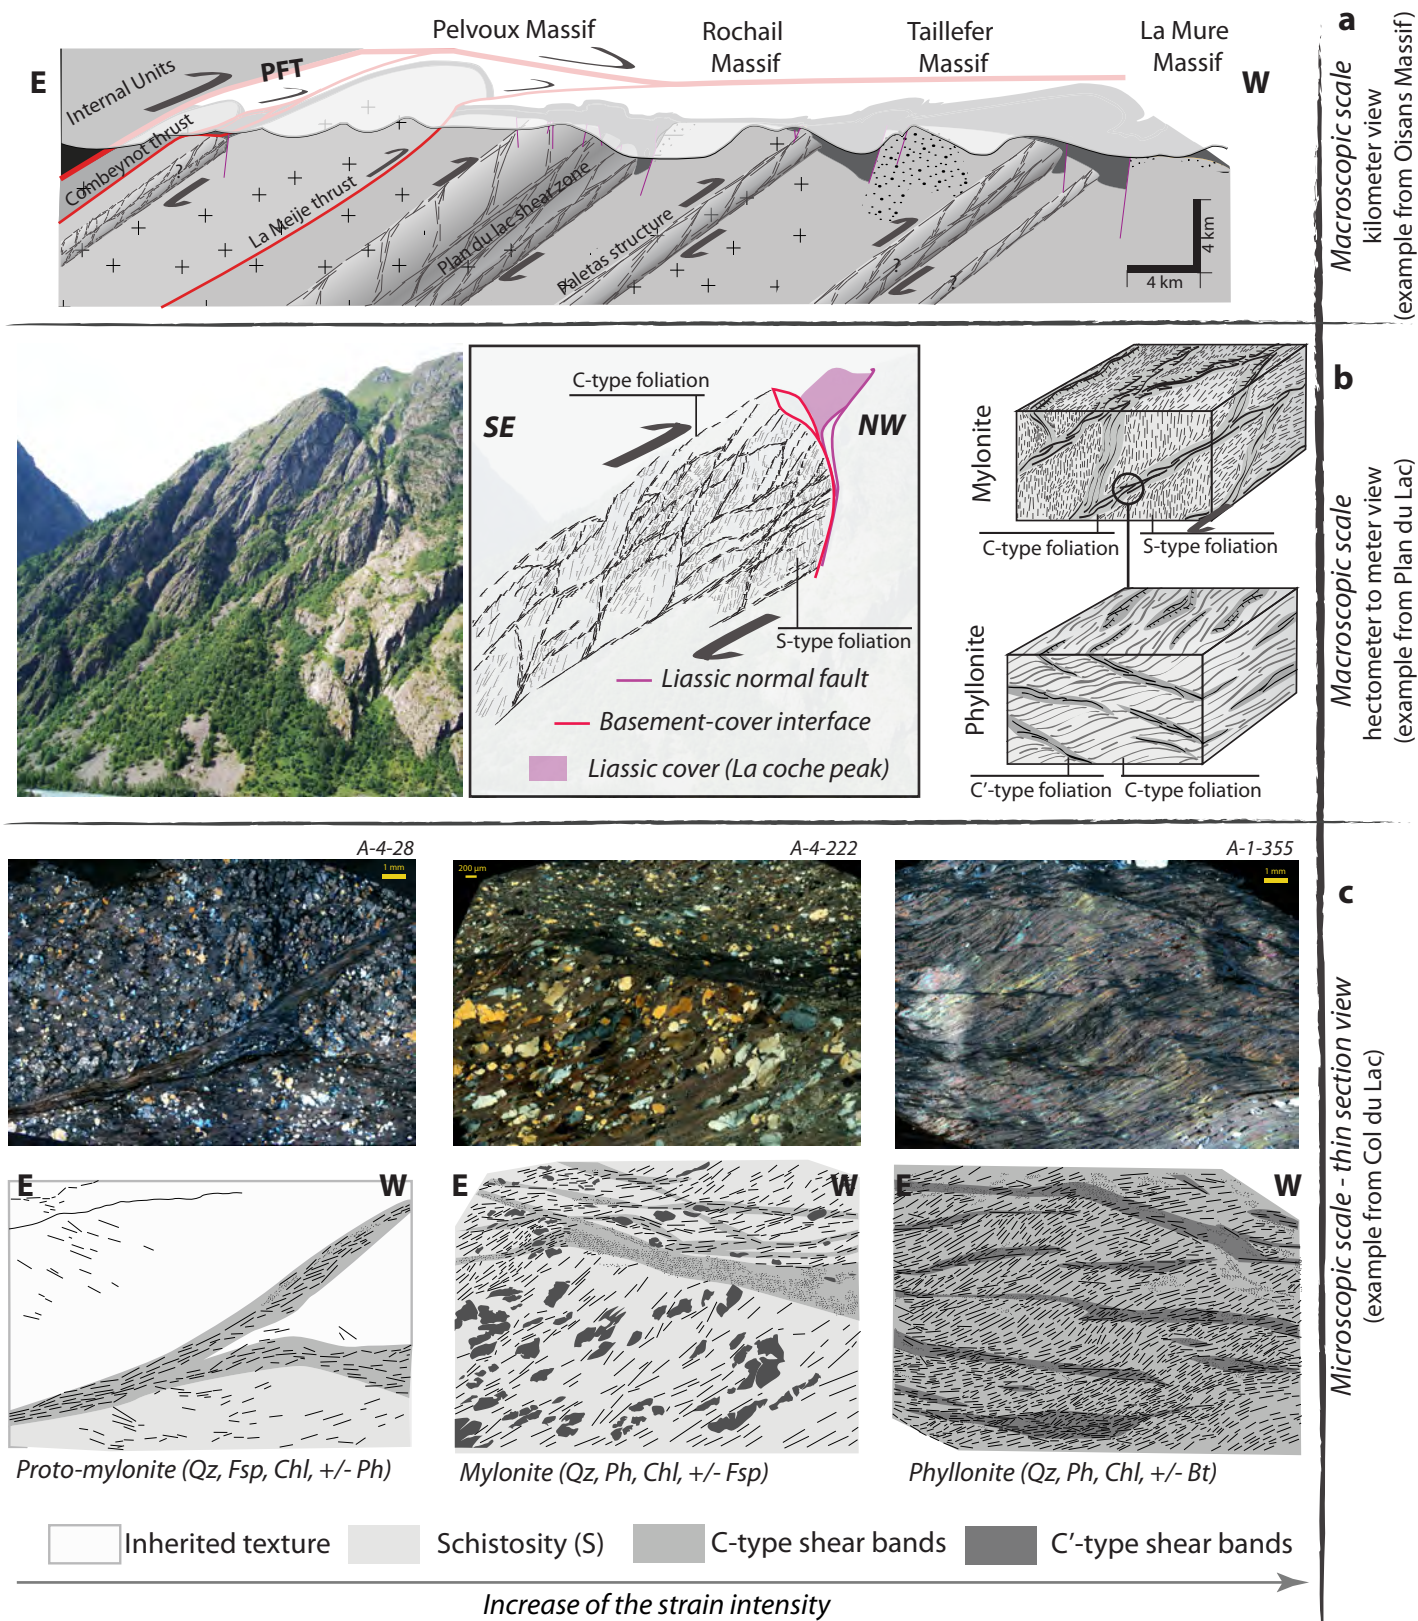 a
Macroscopic scale
kilometer view
(example from Oisans Massif)
Pelvoux Massif
Rochail
Massif
Taillefer
Massif
La Mure
Massif
E
W
Internal Units
PFT
Combeynot thrust
?
La Meije thrust
Plan du lac shear zone
Paletas structure
?
?
4 km
4 km
b
Macroscopic scale
hectometer to meter view
(example from Plan du Lac)
C-type foliation
SE
NW
S-type foliation
Liassic normal fault
Basement-cover interface
Liassic cover (La coche peak)
Mylonite
C-type foliation
S-type foliation
Phyllonite
C'-type foliation
C-type foliation
c
Microscopic scale - thin section view
(example from Col du Lac)
A-4-28
1 mm
A-4-222
200 µm
A-1-355
1 mm
E
W
E
W
E
W
Proto-mylonite (Qz, Fsp, Chl, +/- Ph)
Mylonite (Qz, Ph, Chl, +/- Fsp)
Phyllonite (Qz, Ph, Chl, +/- Bt)
Inherited texture
Schistosity (S)
C-type shear bands
C'-type shear bands
Increase of the strain intensity